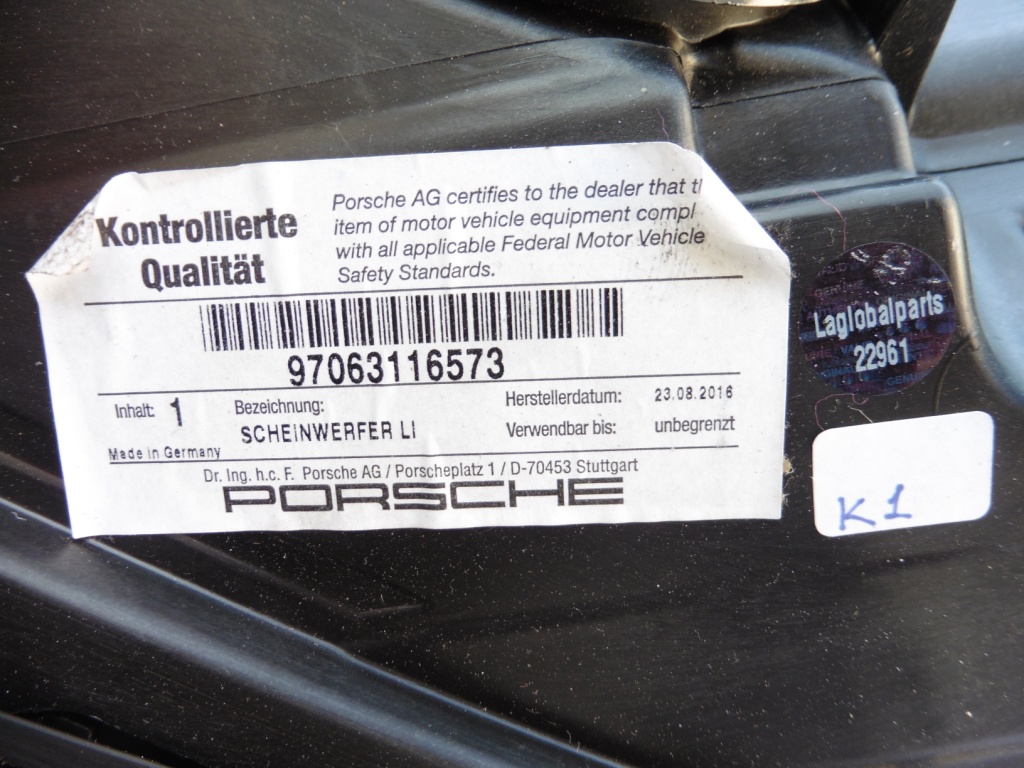 Kontrollierte
Qualität
Porsche AG certifies to the dealer that
item of motor vehicle equipment compl
with all applicable Federal Motor Vehicle
Safety Standards.
97063116573
Inhalt: 1
Bezeichnung:
SCHEINWERFER LI
Herstellerdatum: 23.08.2016
Verwendbar bis: unbegrenzt
Made in Germany
Dr. Ing. h.c. F. Porsche AG / Porscheplatz 1 / D-70453 Stuttgart
PORSCHE
Laglobalparts
22961
K1